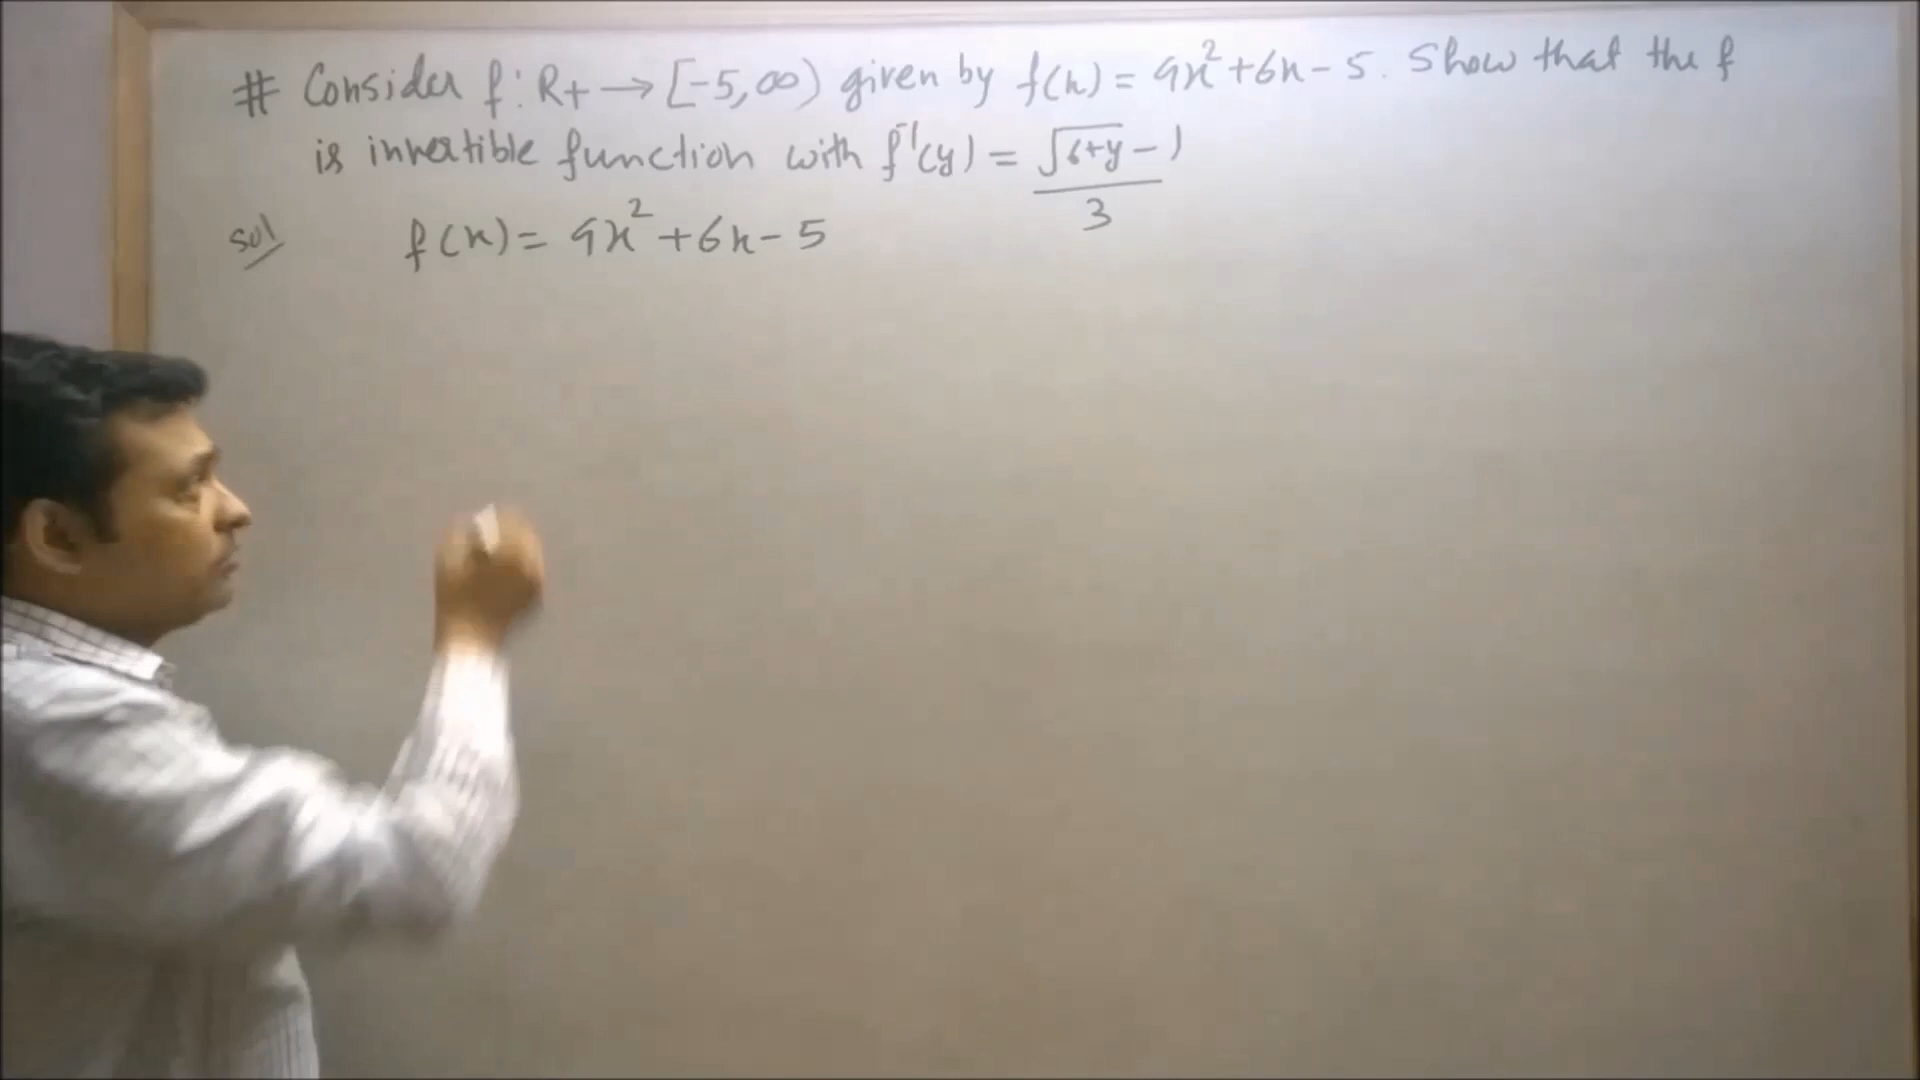 # Consider f : R+ → [-5, ∞) given by f(x) = 9x² + 6x - 5. Show that the f
is invertible function with f⁻¹(y) = (√(6+y) - 1)/3
Sol f(x) = 9x² + 6x - 5